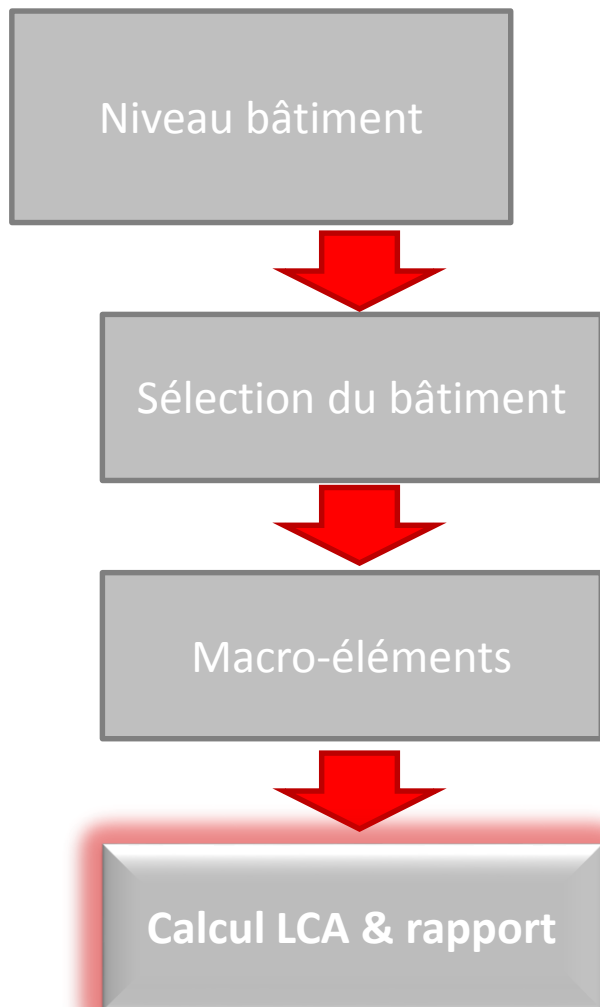 Niveau bâtiment
Sélection du bâtiment
Macro-éléments
Calcul LCA & rapport